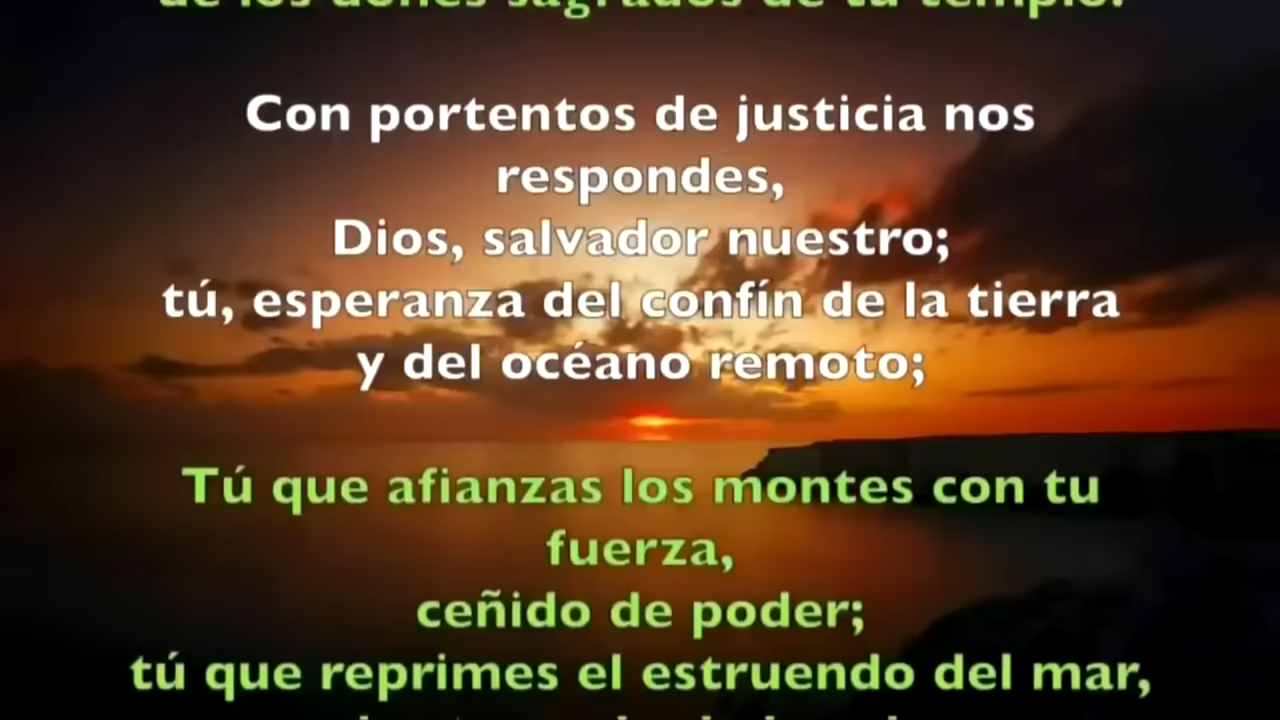 de los dones sagrados de tu templo.
Con portentos de justicia nos
respondes,
Dios, salvador nuestro;
tú, esperanza del confín de la tierra
y del océano remoto;
Tú que afianzas los montes con tu
fuerza,
ceñido de poder;
tú que reprimes el estruendo del mar,